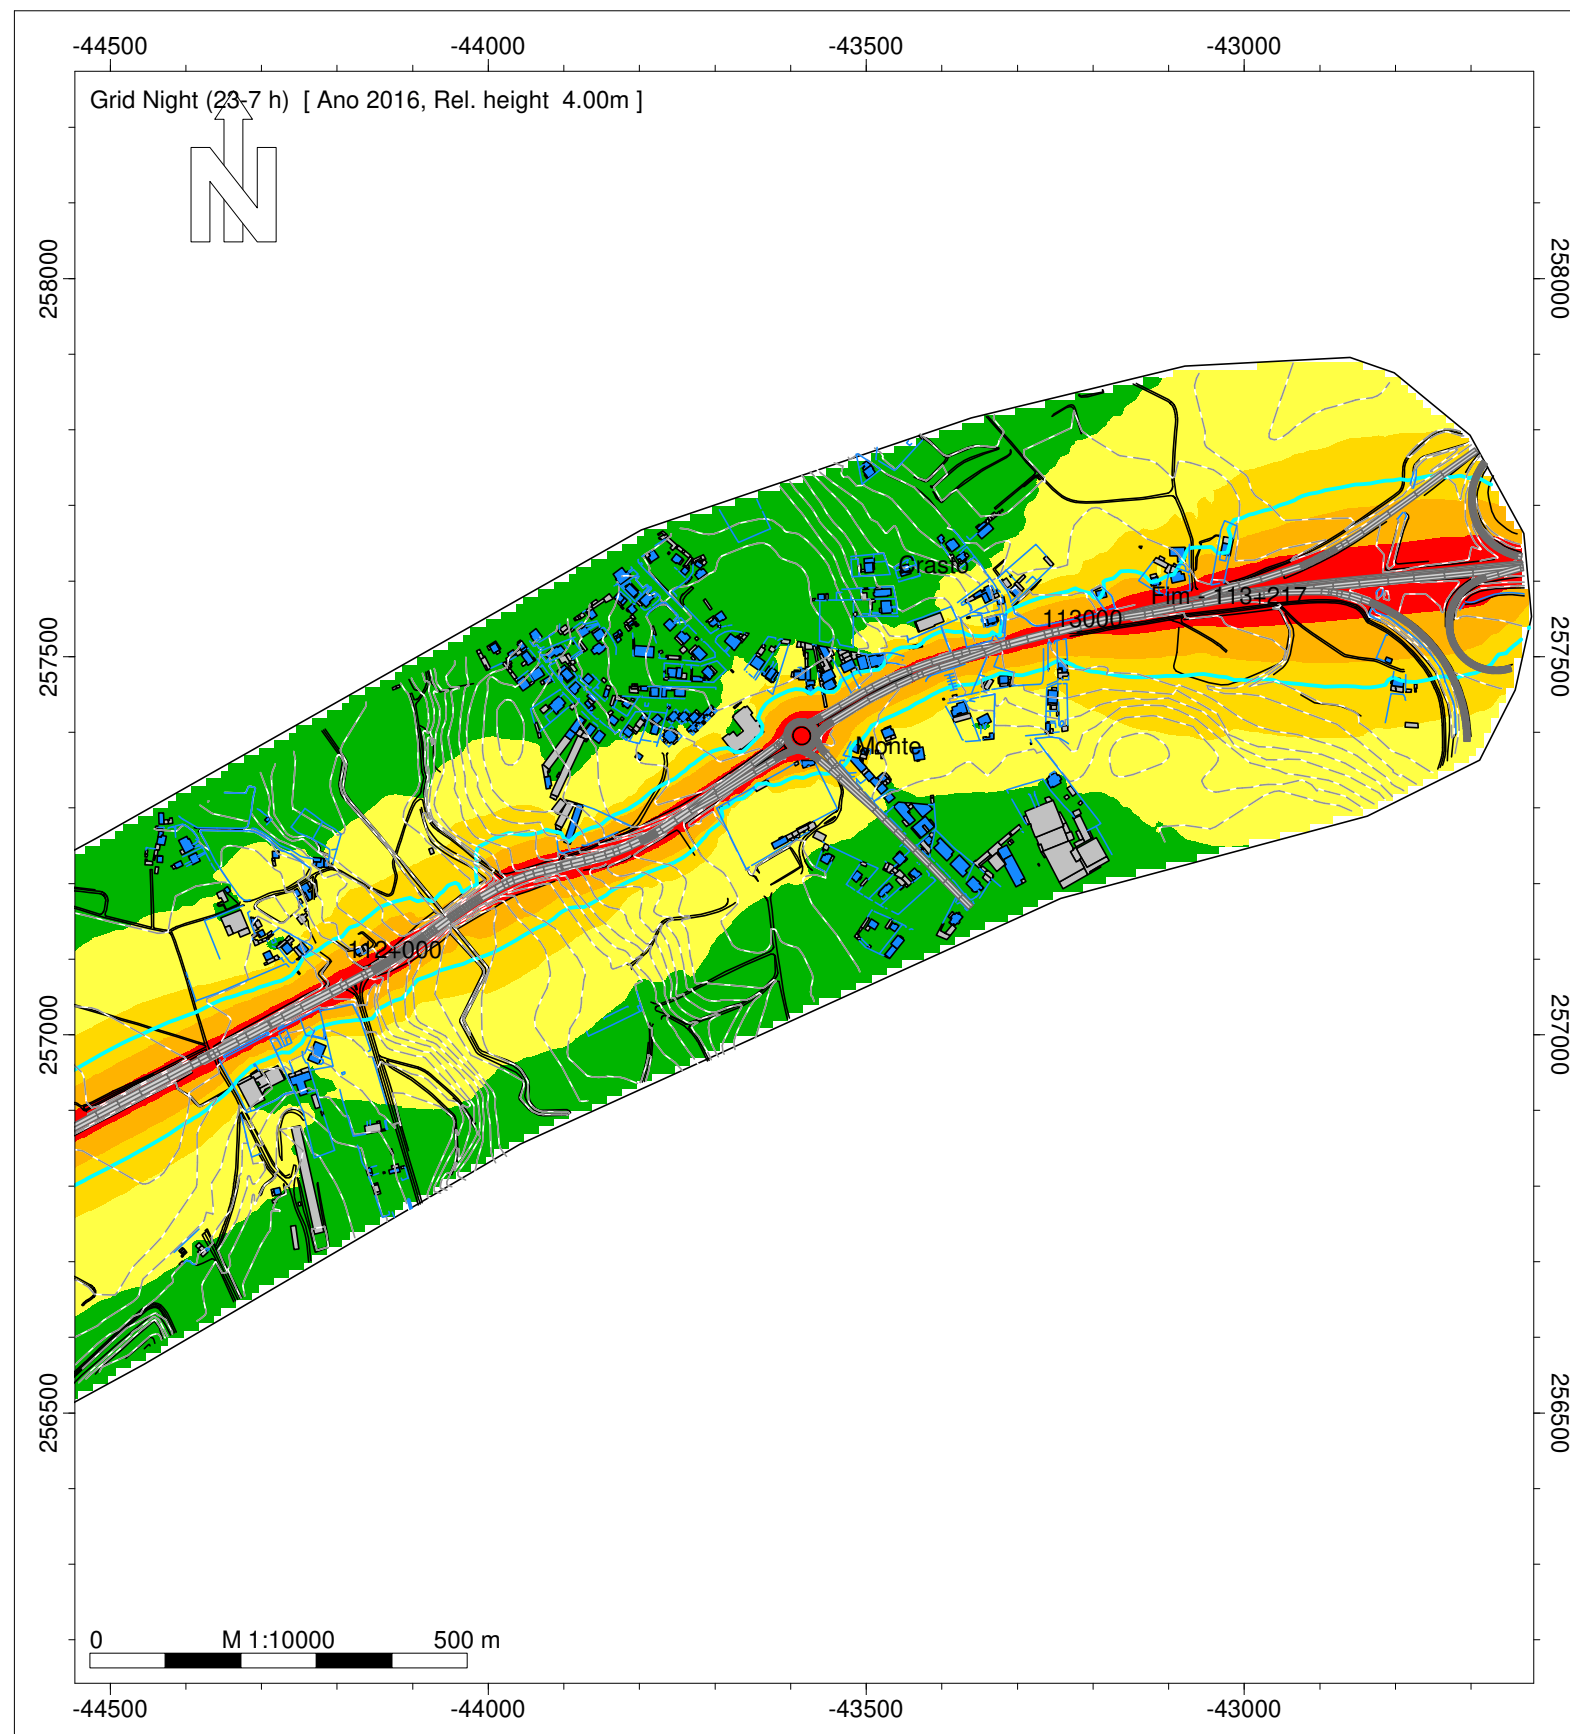 -44500 -44000 -43500 -43000
Grid Night (23-7 h) [ Ano 2016, Rel. height 4.00m ]
N
258000 258000
Crasto
Fim - 113+217
113000
257500 257500
Monte
112+000
257000 257000
256500 256500
0 M 1:10000 500 m
-44500 -44000 -43500 -43000